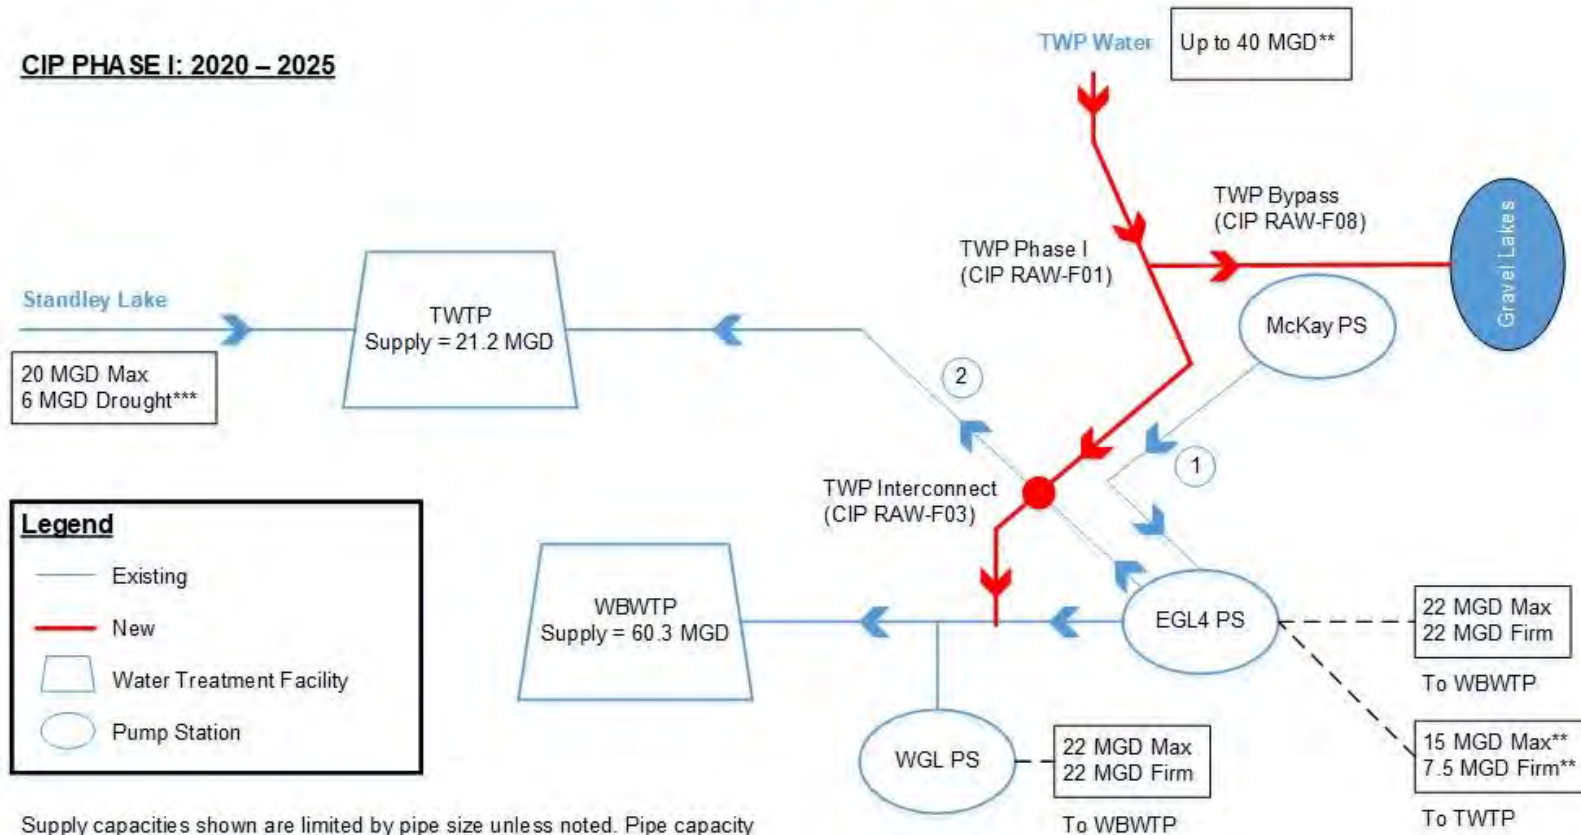 CIP PHASE I: 2020 – 2025
TWP Water
Up to 40 MGD**
TWP Bypass
(CIP RAW-F08)
TWP Phase I
(CIP RAW-F01)
Gravel Lakes
Standley Lake
20 MGD Max
6 MGD Drought***
TWTP
Supply = 21.2 MGD
McKay PS
2
1
TWP Interconnect
(CIP RAW-F03)
Legend
Existing
New
Water Treatment Facility
Pump Station
WBWTP
Supply = 60.3 MGD
EGL4 PS
22 MGD Max
22 MGD Firm
To WBWTP
15 MGD Max**
7.5 MGD Firm**
To TWTP
WGL PS
22 MGD Max
22 MGD Firm
To WBWTP
Supply capacities shown are limited by pipe size unless noted. Pipe capacity